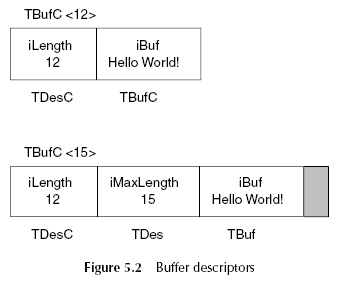 TBufC <12>
iLength iBuf
12 Hello World!
TDesC TBufC
TBufC <15>
iLength iMaxLength iBuf
12 15 Hello World!
TDesC TDes TBuf
Figure 5.2 Buffer descriptors